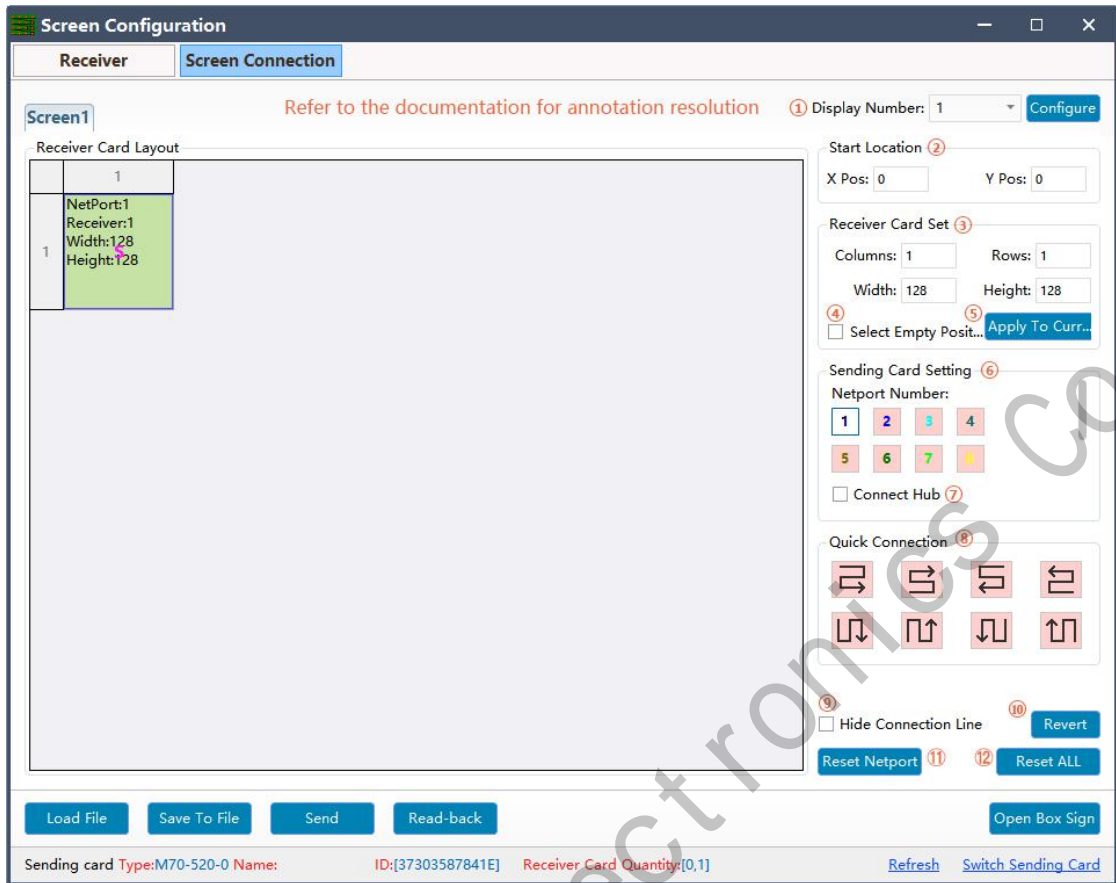 Screen Configuration
Receiver Screen Connection
Screen1 Refer to the documentation for annotation resolution ① Display Number: 1 Configure
Receiver Card Layout
1
1
NetPort:1
Receiver:1
Width:128
Height:128
S
Start Location ②
X Pos: 0 Y Pos: 0
Receiver Card Set ③
Columns: 1 Rows: 1
Width: 128 Height: 128
④ ⑤
Select Empty Posit... Apply To Curr...
Sending Card Setting ⑥
Netport Number:
1 2 3 4
5 6 7 8
Connect Hub ⑦
Quick Connection ⑧
⑨ ⑩
Hide Connection Line Revert
Reset Netport ⑪ ⑫ Reset ALL
Load File Save To File Send Read-back Open Box Sign
Sending card Type:M70-520-0 Name: ID:[37303587841E] Receiver Card Quantity:[0,1] Refresh Switch Sending Card
ectronics Co